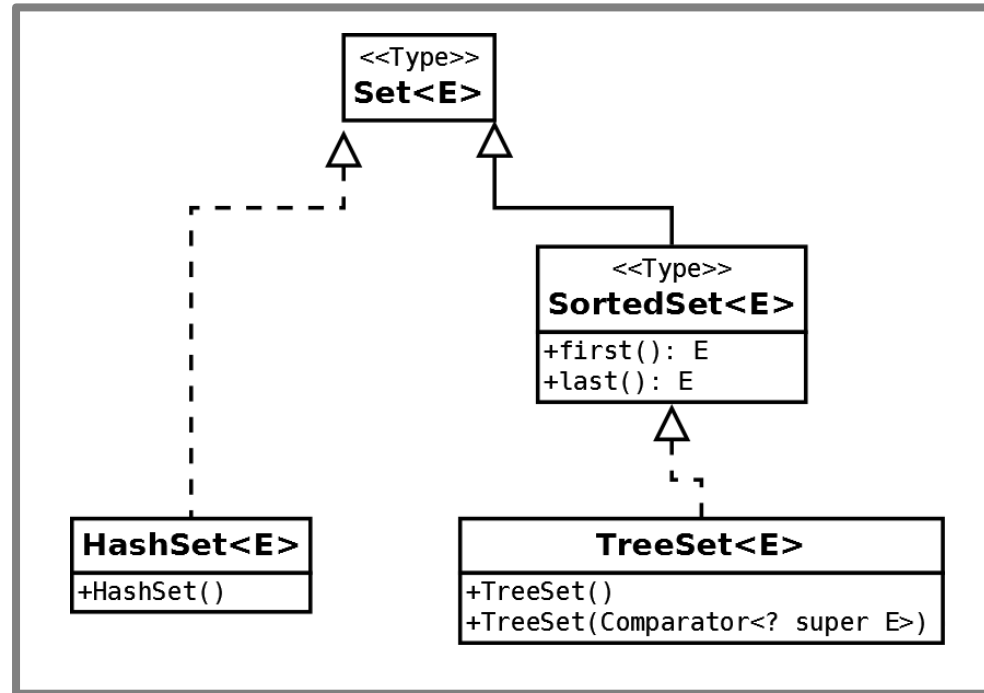 <<Type>>
Set<E>
<<Type>>
SortedSet<E>
+first(): E
+last(): E
HashSet<E>
+HashSet()
TreeSet<E>
+TreeSet()
+TreeSet(Comparator<? super E>)